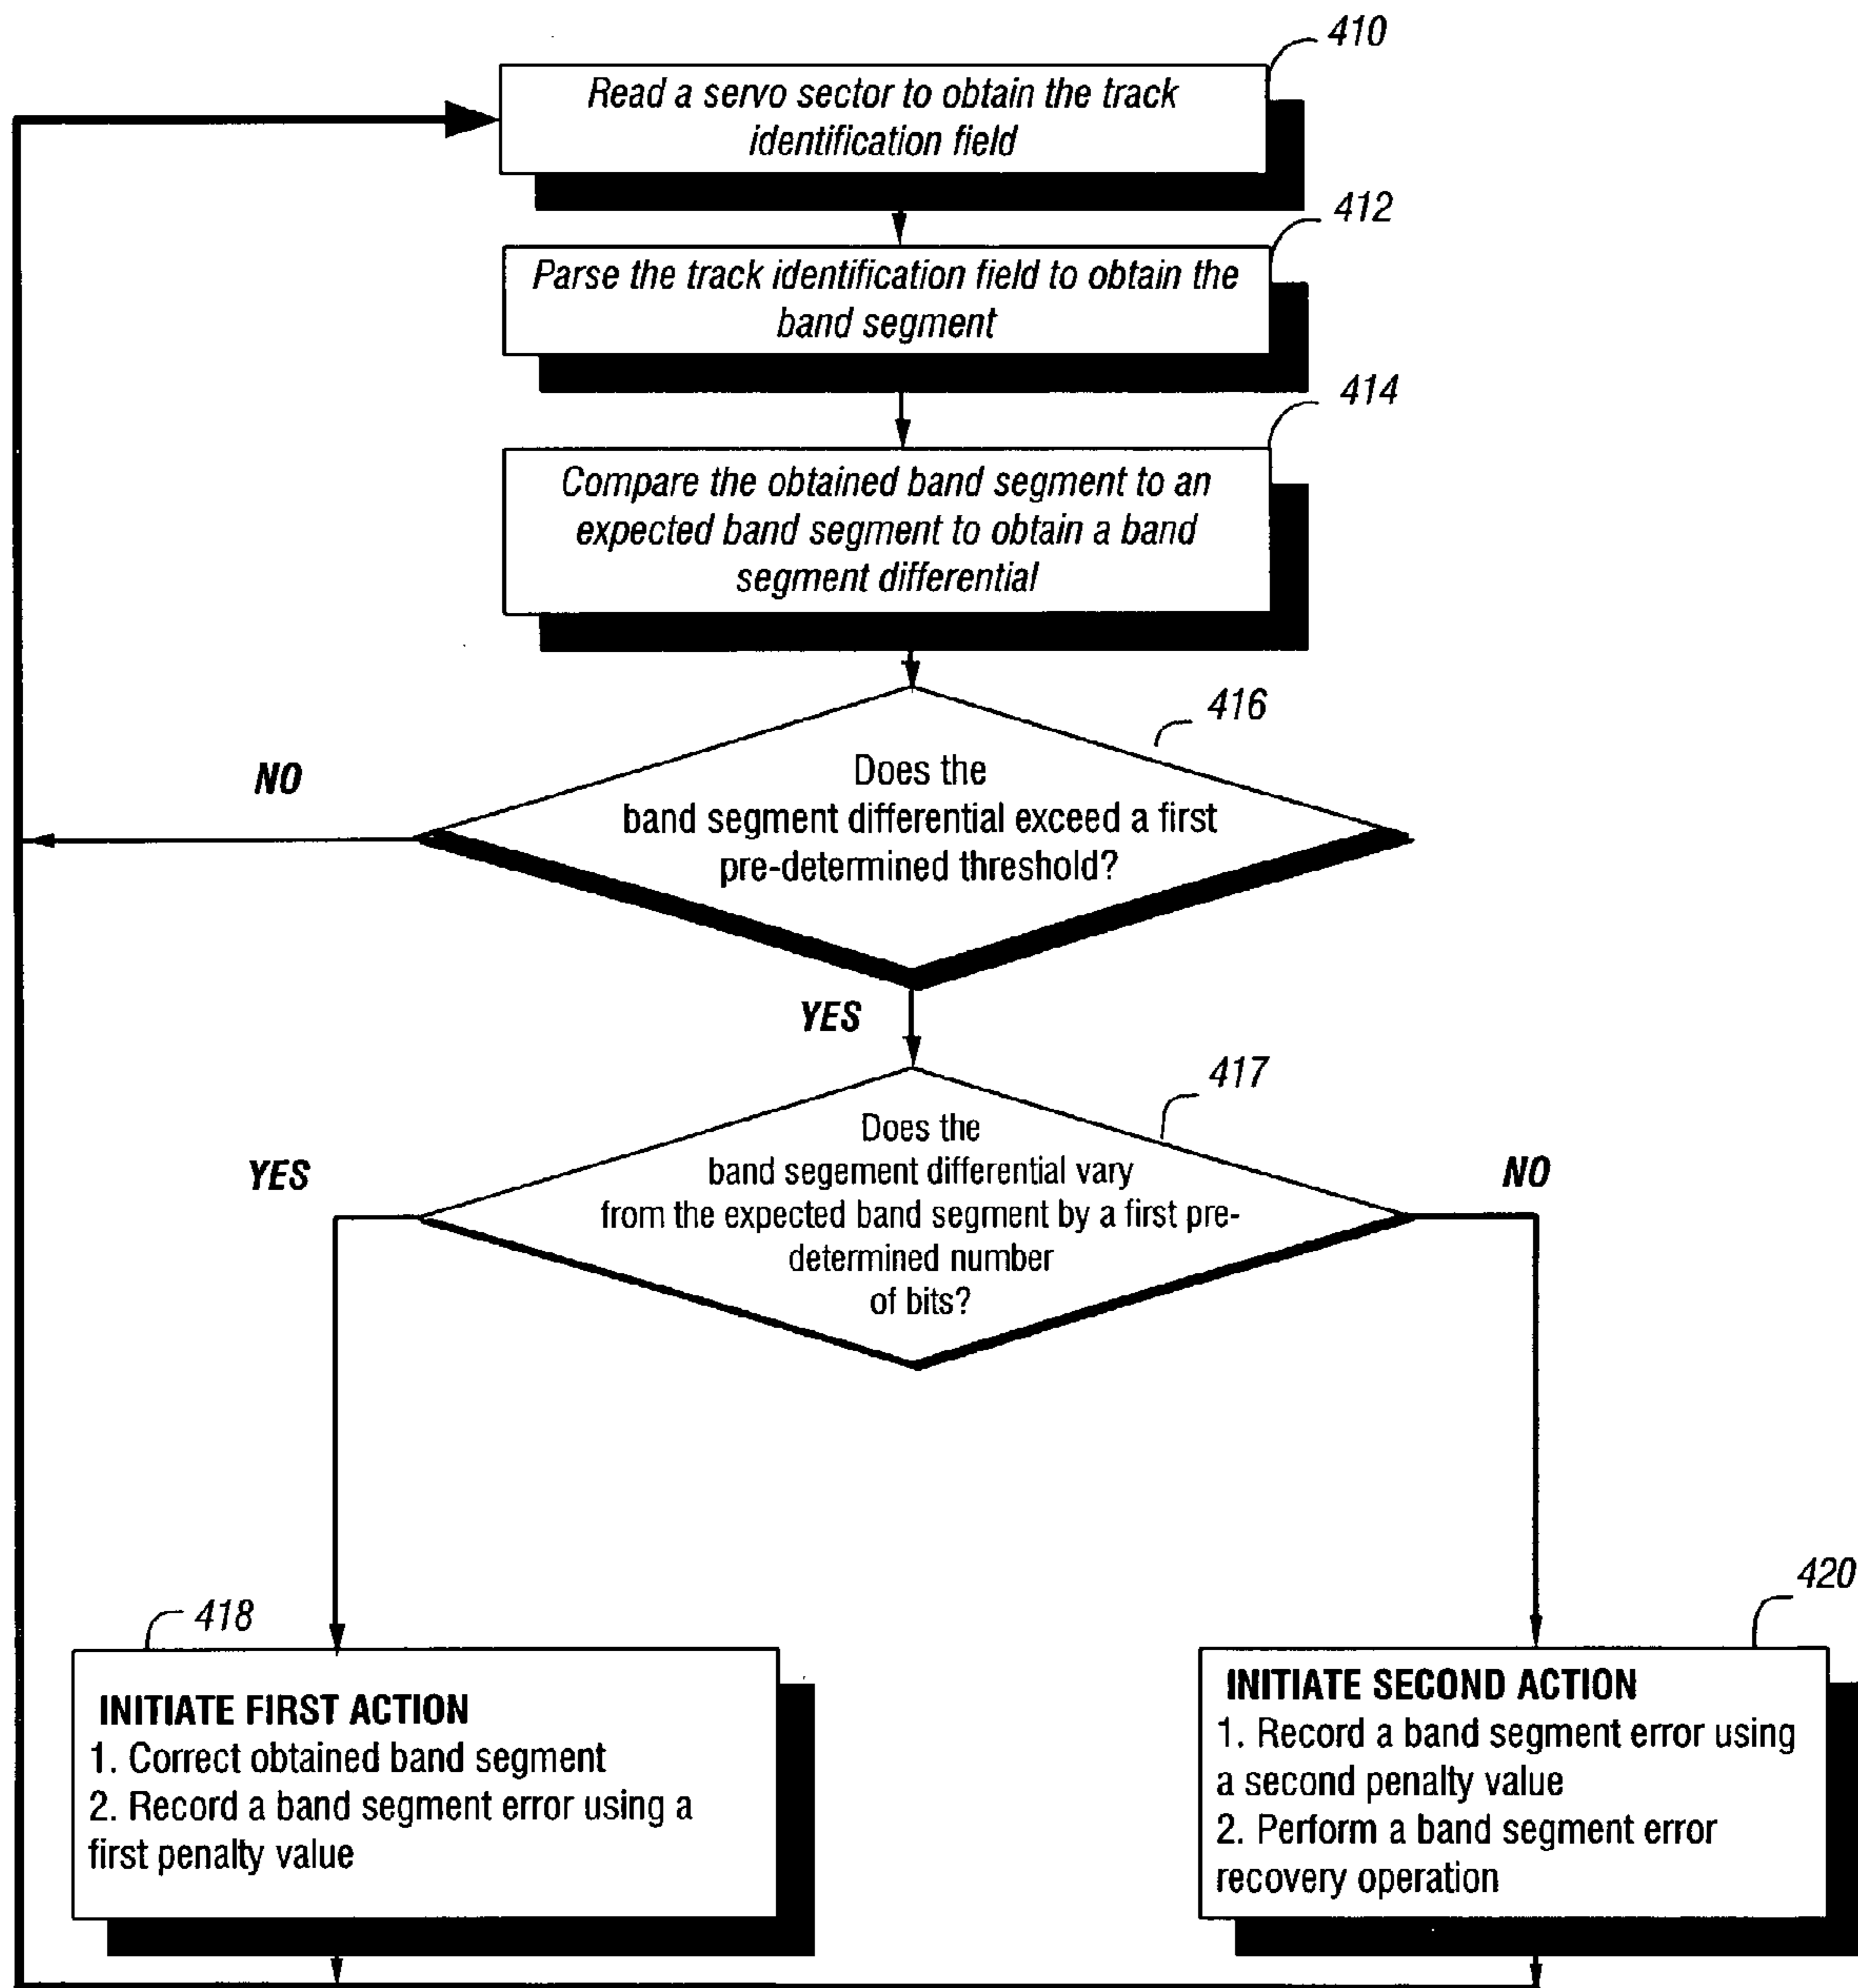 410
Read a servo sector to obtain the track
identification field
412
Parse the track identification field to obtain the
band segment
414
Compare the obtained band segment to an
expected band segment to obtain a band
segment differential
416
Does the
band segment differential exceed a first
pre-determined threshold?
NO
YES
417
Does the
band segement differential vary
from the expected band segment by a first pre-
determined number
of bits?
YES
NO
418
INITIATE FIRST ACTION
1. Correct obtained band segment
2. Record a band segment error using a
first penalty value
420
INITIATE SECOND ACTION
1. Record a band segment error using
a second penalty value
2. Perform a band segment error
recovery operation